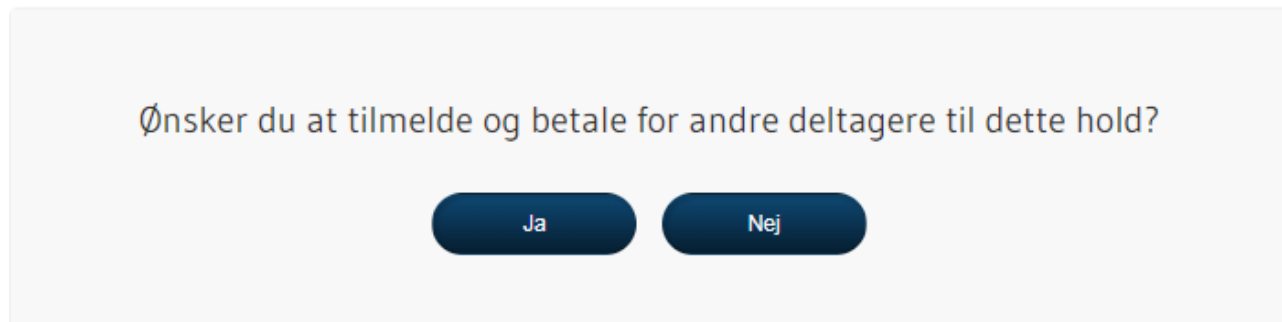 Ønsker du at tilmelde og betale for andre deltagere til dette hold?
Ja Nej